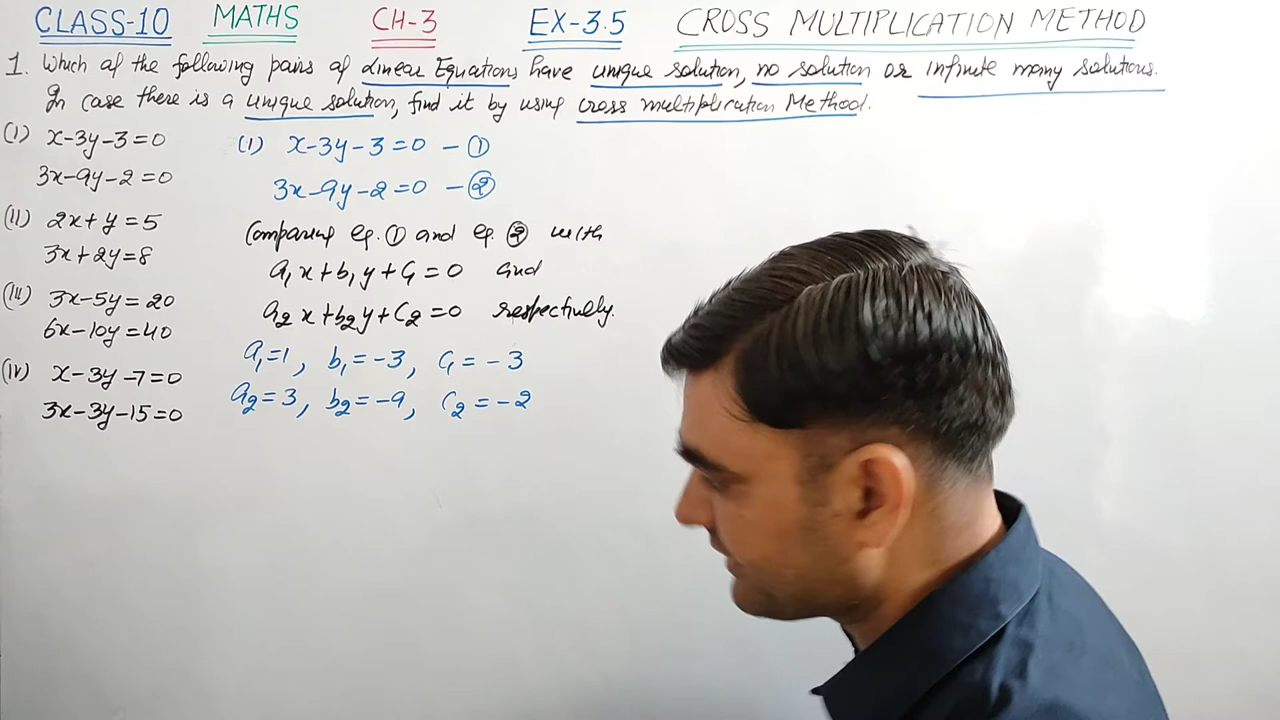 CLASS-10 MATHS CH-3 EX-3.5 CROSS MULTIPLICATION METHOD
1. Which of the following pairs of Linear Equations have unique solution, no solution or infinite many solutions.
In case there is a unique solution, find it by using cross multiplication Method.
(i) x-3y-3=0
3x-9y-2=0
(ii) 2x+y=5
3x+2y=8
(iii) 3x-5y=20
6x-10y=40
(iv) x-3y-7=0
3x-3y-15=0
(i) x-3y-3=0 - ①
3x-9y-2=0 - ②
Comparing eq. ① and eq. ② with
a₁x+b₁y+c₁=0 and
a₂x+b₂y+c₂=0 respectively.
a₁=1, b₁=-3, c₁=-3
a₂=3, b₂=-9, c₂=-2